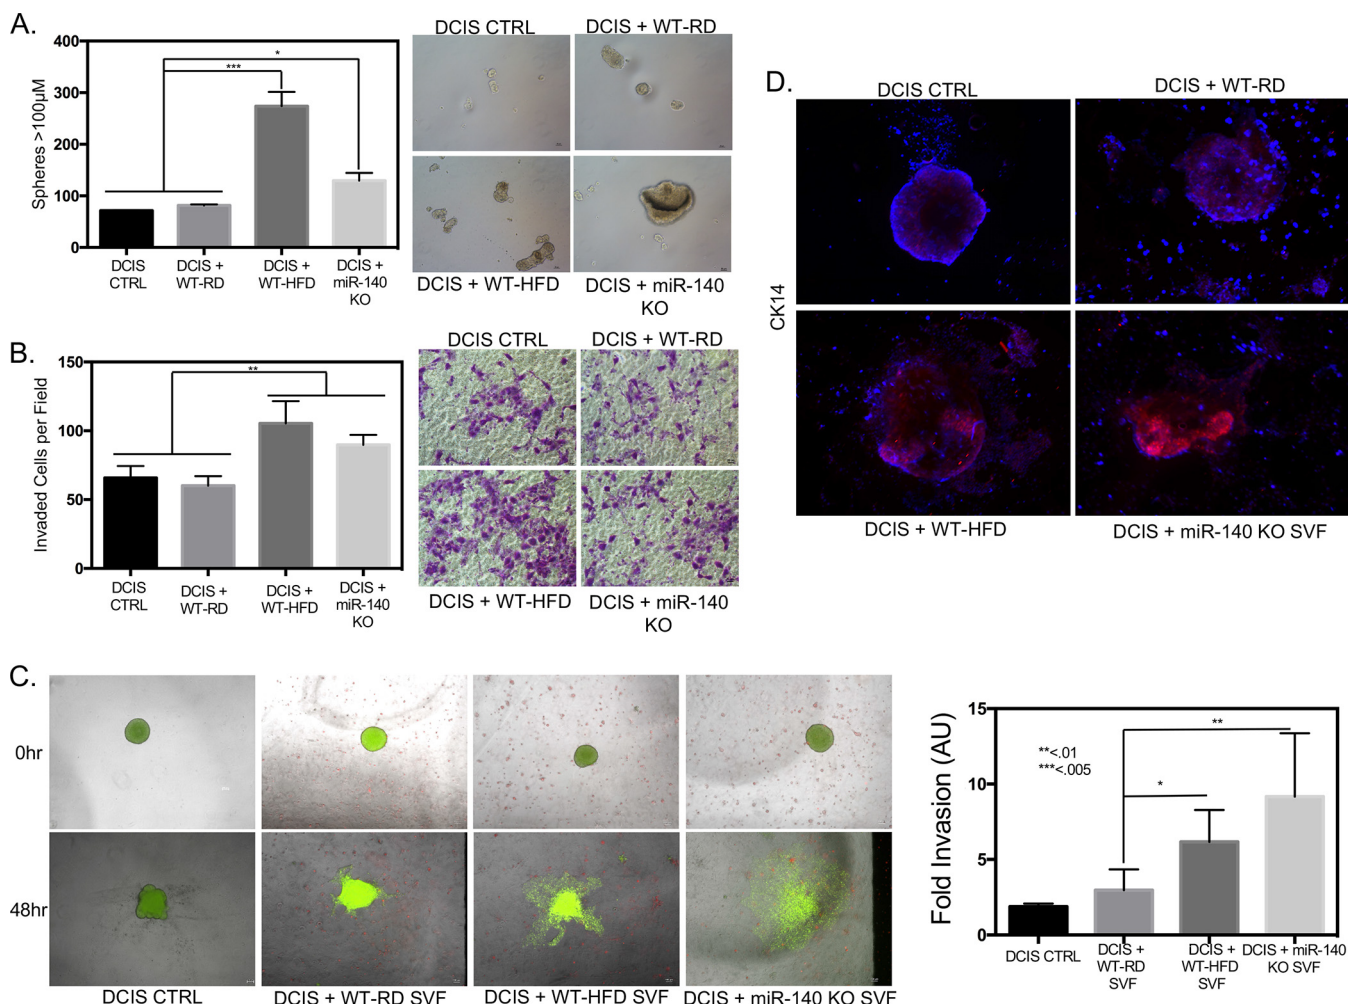 A.
400
300
200
100
0
Spheres >100µM
*
***
DCIS
CTRL
DCIS +
WT-RD
DCIS +
WT-HFD
DCIS +
miR-140
KO
DCIS CTRL
DCIS + WT-RD
DCIS + WT-HFD
DCIS + miR-140
KO
B.
150
100
50
0
Invaded Cells per Field
**
DCIS
CTRL
DCIS +
WT-RD
DCIS +
WT-HFD
DCIS +
miR-140
KO
DCIS CTRL
DCIS + WT-RD
DCIS + WT-HFD
DCIS + miR-140
KO
C.
0hr
48hr
DCIS CTRL
DCIS + WT-RD SVF
DCIS + WT-HFD SVF
DCIS + miR-140 KO SVF
15
10
5
0
Fold Invasion (AU)
**<.01
***<.005
**
*
DCIS CTRL
DCIS +
WT-RD
SVF
DCIS +
WT-HFD
SVF
DCIS + miR-140
KO SVF
D.
CK14
DCIS CTRL
DCIS + WT-RD
DCIS + WT-HFD
DCIS + miR-140 KO SVF